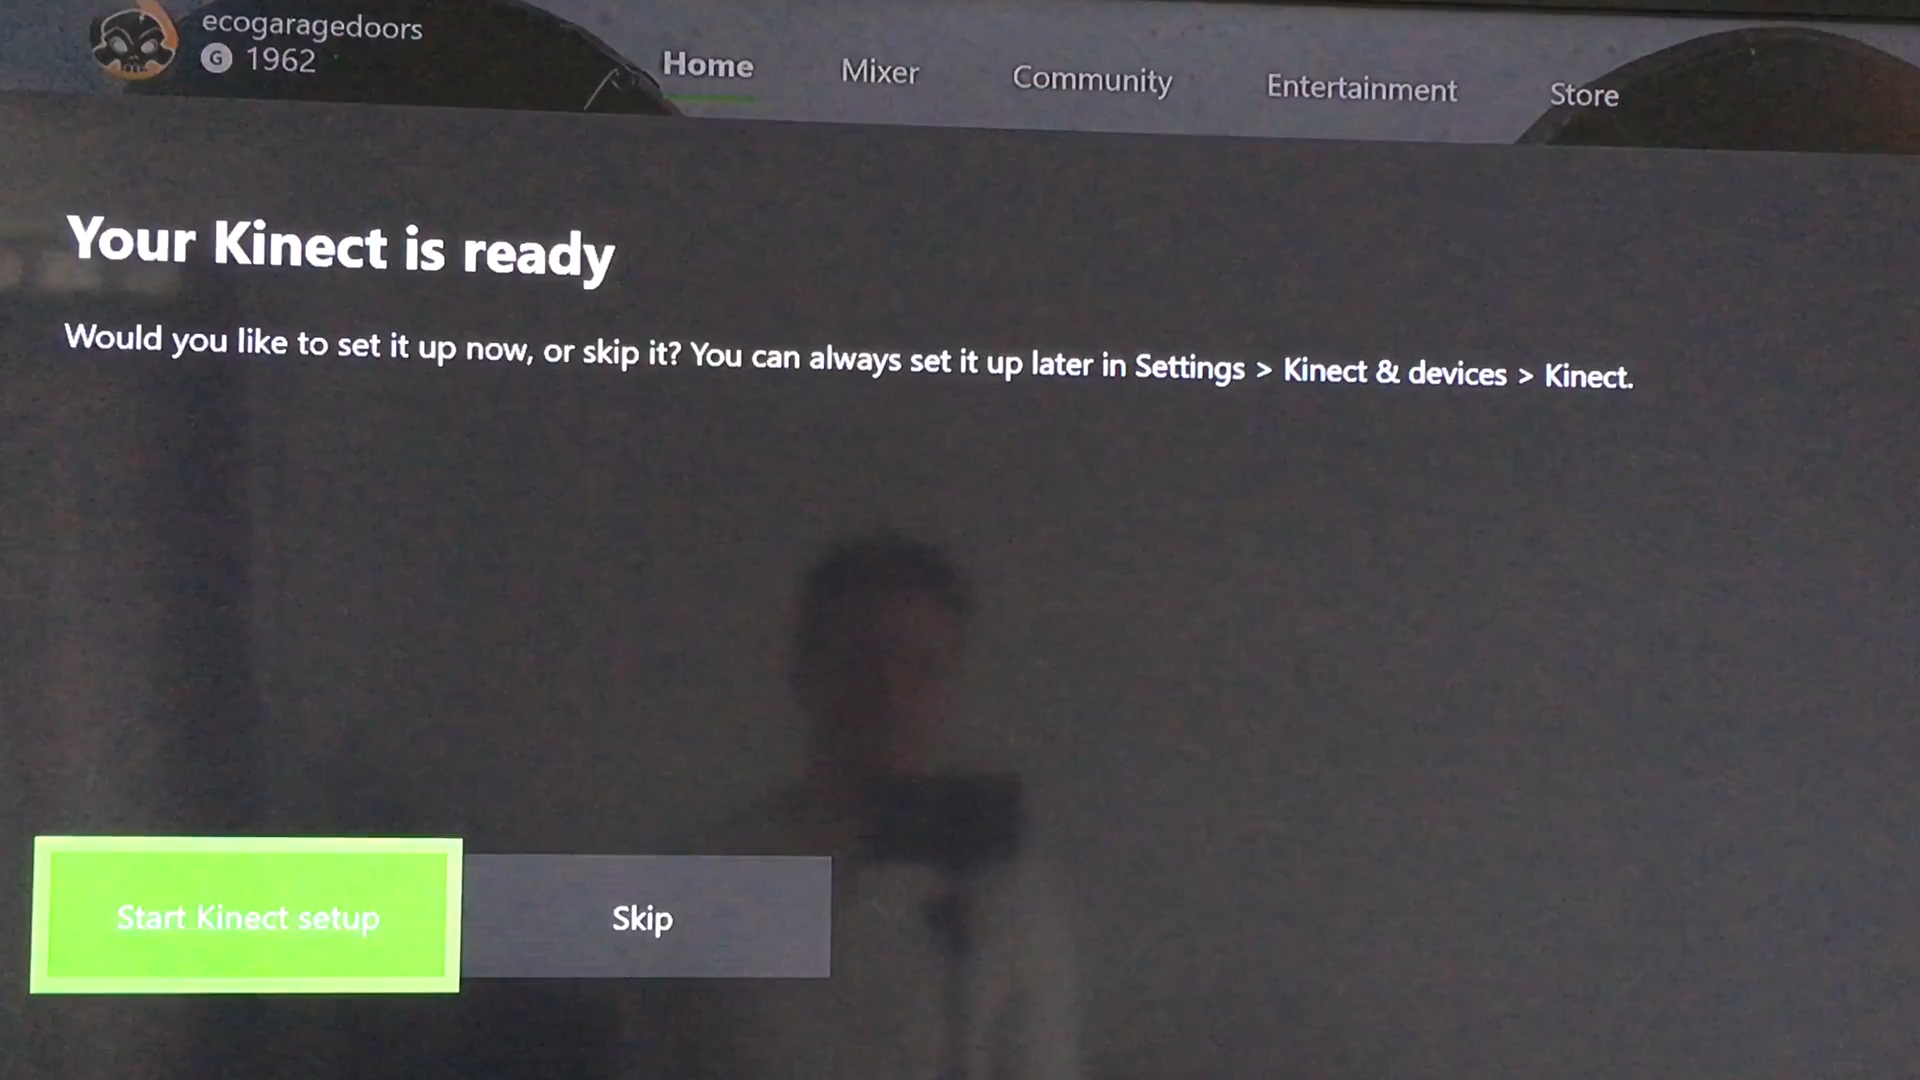 ecogaragedoors
G 1962
Home Mixer Community Entertainment Store
Your Kinect is ready
Would you like to set it up now, or skip it? You can always set it up later in Settings > Kinect & devices > Kinect.
Start Kinect setup
Skip